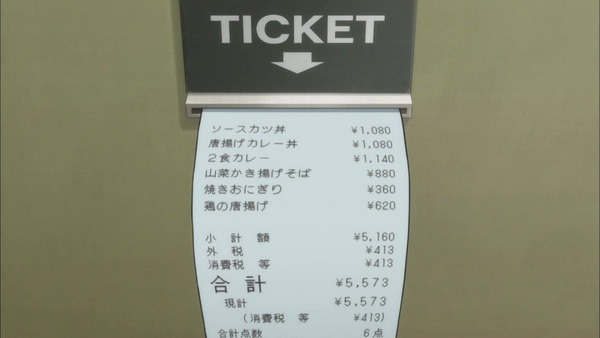 TICKET
ソースカツ丼 ¥1,080
唐揚げカレー丼 ¥1,080
2食カレー ¥1,140
山菜かき揚げそば ¥880
焼きおにぎり ¥360
鶏の唐揚げ ¥620
小計額 ¥5,160
外税 ¥413
消費税 等 ¥413
合計 ¥5,573
現計 ¥5,573
(消費税 等 ¥413)
合計点数 6点